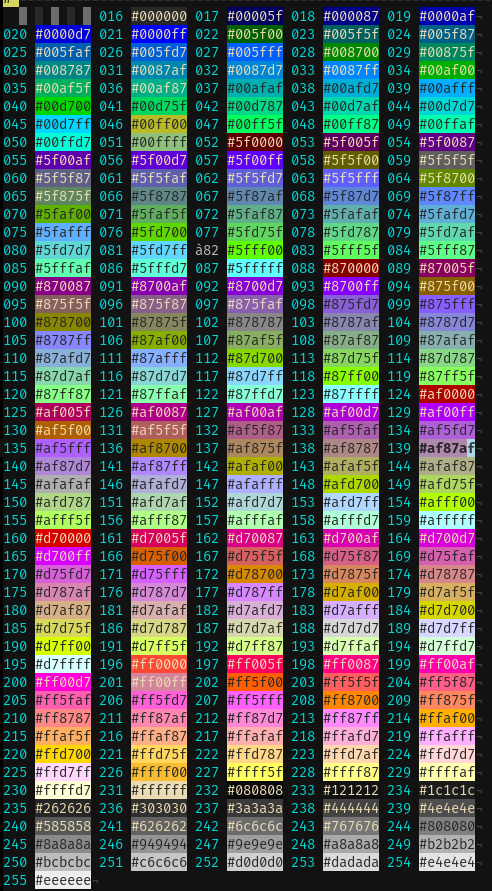 #
016 #000000 017 #00005f 018 #000087 019 #0000af
020 #0000d7 021 #0000ff 022 #005f00 023 #005f5f 024 #005f87
025 #005faf 026 #005fd7 027 #005fff 028 #008700 029 #00875f
030 #008787 031 #0087af 032 #0087d7 033 #0087ff 034 #00af00
035 #00af5f 036 #00af87 037 #00afaf 038 #00afd7 039 #00afff
040 #00d700 041 #00d75f 042 #00d787 043 #00d7af 044 #00d7d7
045 #00d7ff 046 #00ff00 047 #00ff5f 048 #00ff87 049 #00ffaf
050 #00ffd7 051 #00ffff 052 #5f0000 053 #5f005f 054 #5f0087
055 #5f00af 056 #5f00d7 057 #5f00ff 058 #5f5f00 059 #5f5f5f
060 #5f5f87 061 #5f5faf 062 #5f5fd7 063 #5f5fff 064 #5f8700
065 #5f875f 066 #5f8787 067 #5f87af 068 #5f87d7 069 #5f87ff
070 #5faf00 071 #5faf5f 072 #5faf87 073 #5fafaf 074 #5fafd7
075 #5fafff 076 #5fd700 077 #5fd75f 078 #5fd787 079 #5fd7af
080 #5fd7d7 081 #5fd7ff à82 #5fff00 083 #5fff5f 084 #5fff87
085 #5fffaf 086 #5fffd7 087 #5fffff 088 #870000 089 #87005f
090 #870087 091 #8700af 092 #8700d7 093 #8700ff 094 #875f00
095 #875f5f 096 #875f87 097 #875faf 098 #875fd7 099 #875fff
100 #878700 101 #87875f 102 #878787 103 #8787af 104 #8787d7
105 #8787ff 106 #87af00 107 #87af5f 108 #87af87 109 #87afaf
110 #87afd7 111 #87afff 112 #87d700 113 #87d75f 114 #87d787
115 #87d7af 116 #87d7d7 117 #87d7ff 118 #87ff00 119 #87ff5f
120 #87ff87 121 #87ffaf 122 #87ffd7 123 #87ffff 124 #af0000
125 #af005f 126 #af0087 127 #af00af 128 #af00d7 129 #af00ff
130 #af5f00 131 #af5f5f 132 #af5f87 133 #af5faf 134 #af5fd7
135 #af5fff 136 #af8700 137 #af875f 138 #af8787 139 #af87af
140 #af87d7 141 #af87ff 142 #afaf00 143 #afaf5f 144 #afaf87
145 #afafaf 146 #afafd7 147 #afafff 148 #afd700 149 #afd75f
150 #afd787 151 #afd7af 152 #afd7d7 153 #afd7ff 154 #afff00
155 #afff5f 156 #afff87 157 #afffaf 158 #afffd7 159 #afffff
160 #d70000 161 #d7005f 162 #d70087 163 #d700af 164 #d700d7
165 #d700ff 166 #d75f00 167 #d75f5f 168 #d75f87 169 #d75faf
170 #d75fd7 171 #d75fff 172 #d78700 173 #d7875f 174 #d78787
175 #d787af 176 #d787d7 177 #d787ff 178 #d7af00 179 #d7af5f
180 #d7af87 181 #d7afaf 182 #d7afd7 183 #d7afff 184 #d7d700
185 #d7d75f 186 #d7d787 187 #d7d7af 188 #d7d7d7 189 #d7d7ff
190 #d7ff00 191 #d7ff5f 192 #d7ff87 193 #d7ffaf 194 #d7ffd7
195 #d7ffff 196 #ff0000 197 #ff005f 198 #ff0087 199 #ff00af
200 #ff00d7 201 #ff00ff 202 #ff5f00 203 #ff5f5f 204 #ff5f87
205 #ff5faf 206 #ff5fd7 207 #ff5fff 208 #ff8700 209 #ff875f
210 #ff8787 211 #ff87af 212 #ff87d7 213 #ff87ff 214 #ffaf00
215 #ffaf5f 216 #ffaf87 217 #ffafaf 218 #ffafd7 219 #ffafff
220 #ffd700 221 #ffd75f 222 #ffd787 223 #ffd7af 224 #ffd7d7
225 #ffd7ff 226 #ffff00 227 #ffff5f 228 #ffff87 229 #ffffaf
230 #ffffd7 231 #ffffff 232 #080808 233 #121212 234 #1c1c1c
235 #262626 236 #303030 237 #3a3a3a 238 #444444 239 #4e4e4e
240 #585858 241 #626262 242 #6c6c6c 243 #767676 244 #808080
245 #8a8a8a 246 #949494 247 #9e9e9e 248 #a8a8a8 249 #b2b2b2
250 #bcbcbc 251 #c6c6c6 252 #d0d0d0 253 #dadada 254 #e4e4e4
255 #eeeeee